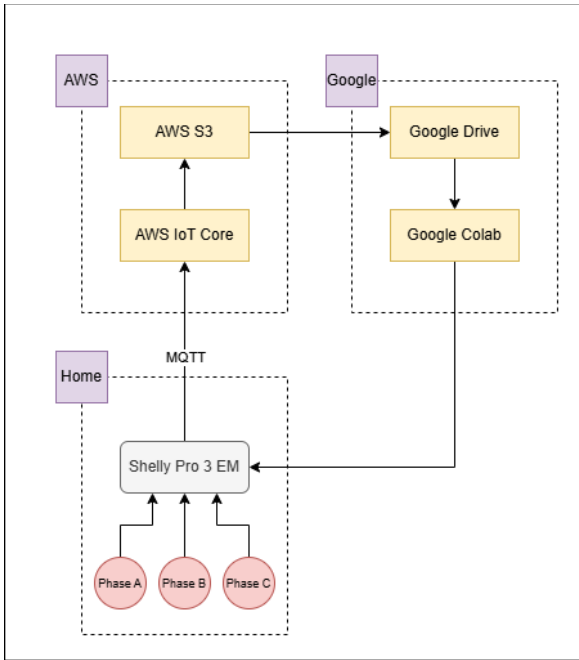 AWS
Google
AWS S3
Google Drive
AWS IoT Core
Google Colab
MQTT
Home
Shelly Pro 3 EM
Phase A
Phase B
Phase C